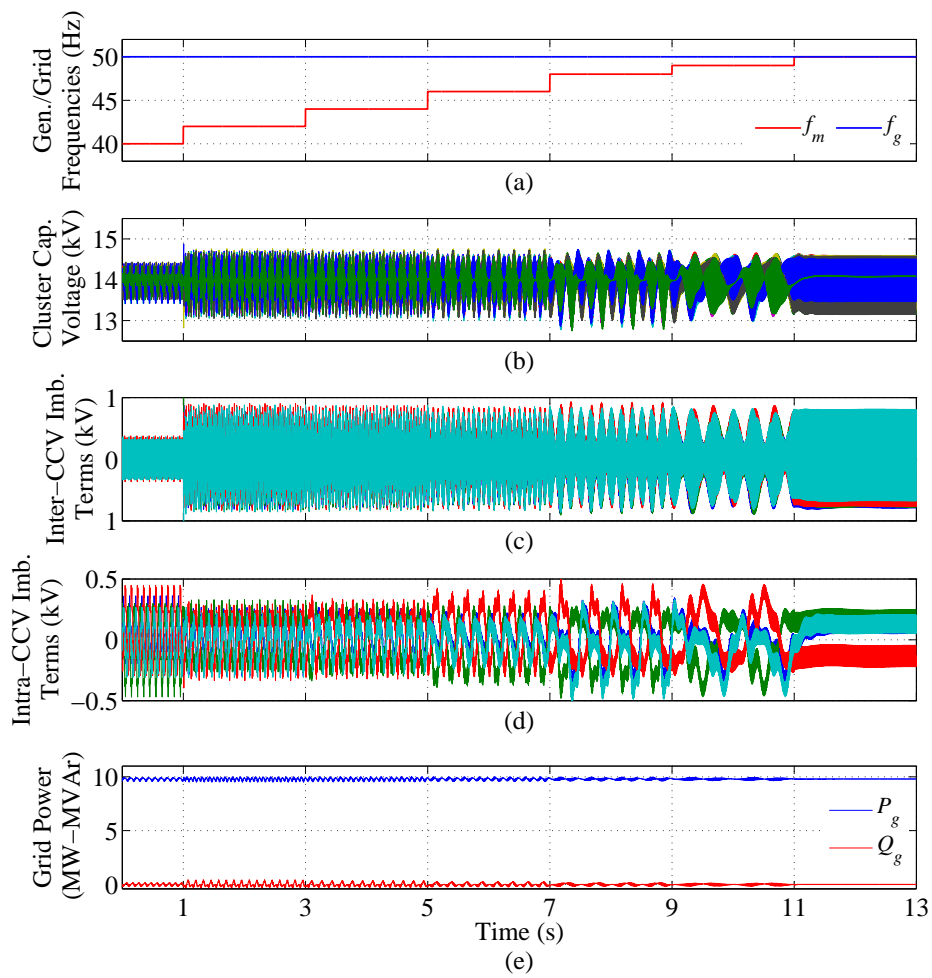 Gen./Grid
Frequencies (Hz)
50
45
40
f_m f_g
(a)
Cluster Cap.
Voltage (kV)
15
14
13
(b)
Inter−CCV Imb.
Terms (kV)
1
0
1
(c)
Intra−CCV Imb.
Terms (kV)
0.5
0
−0.5
(d)
Grid Power
(MW−MVAr)
10
5
0
P_g
Q_g
1 3 5 7 9 11 13
Time (s)
(e)